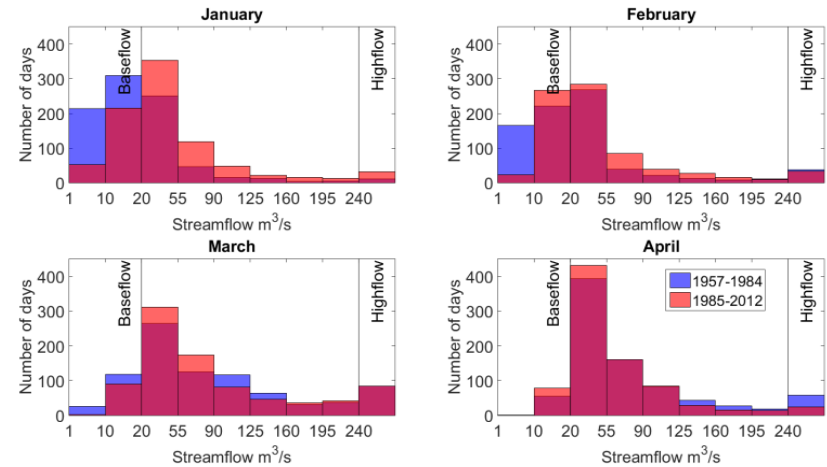 January
400
300
200
100
0
Number of days
Baseflow
Highflow
1 10 20 55 90 125 160 195 240
Streamflow m³/s
February
400
300
200
100
0
Number of days
Baseflow
Highflow
1 10 20 55 90 125 160 195 240
Streamflow m³/s
March
400
300
200
100
0
Number of days
Baseflow
Highflow
1 10 20 55 90 125 160 195 240
Streamflow m³/s
April
400
300
200
100
0
Number of days
Baseflow
Highflow
1957-1984
1985-2012
1 10 20 55 90 125 160 195 240
Streamflow m³/s